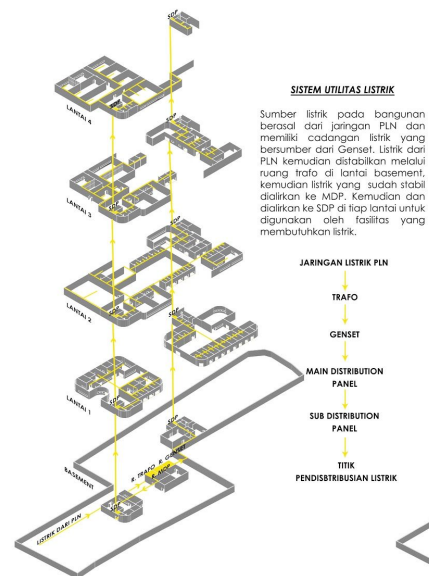 SDP
SISTEM UTILITAS LISTRIK
Sumber listrik pada bangunan
berasal dari jaringan PLN dan
memiliki cadangan listrik yang
bersumber dari Genset. Listrik dari
PLN kemudian distabilkan melalui
ruang trafo di lantai basement,
kemudian listrik yang sudah stabil
dialirkan ke MDP. Kemudian dan
dialirkan ke SDP di tiap lantai untuk
digunakan oleh fasilitas yang
membutuhkan listrik.
JARINGAN LISTRIK PLN
TRAFO
GENSET
MAIN DISTRIBUTION
PANEL
SUB DISTRIBUTION
PANEL
TITIK
PENDISBTRIBUSIAN LISTRIK
SDP
LANTAI 4
SDP
SDP
LANTAI 3
SDP
SDP
LANTAI 2
SDP
SDP
LANTAI 1
SDP
SDP
BASEMENT
R. TRAFO
R. GENSET
R. MDP
SDP
LISTRIK DARI PLN